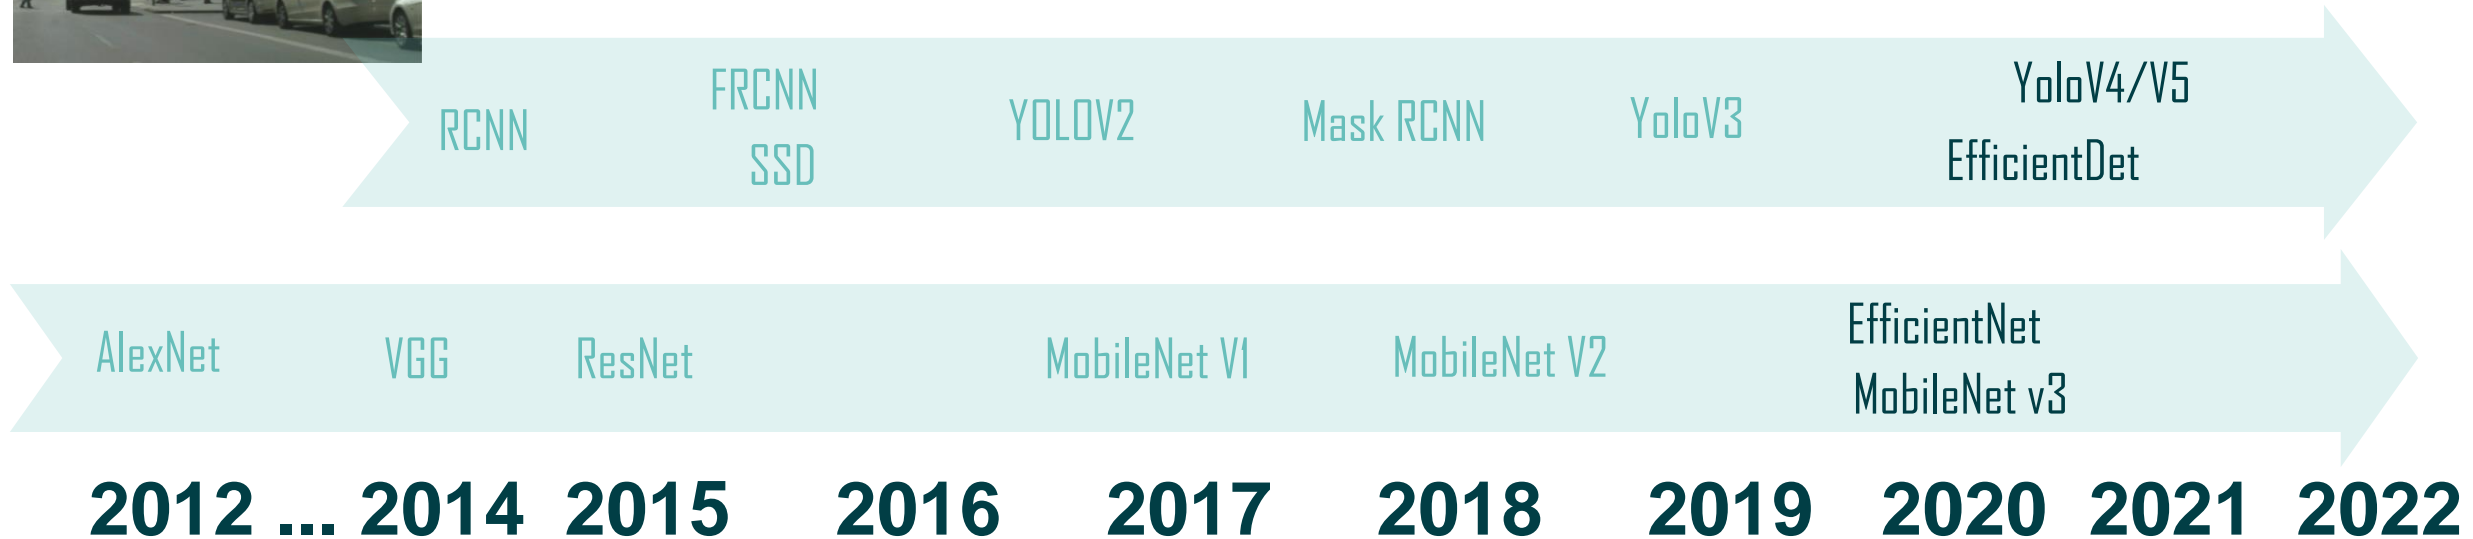 FRCNN
SSD
RCNN
YOLOV2
Mask RCNN
YoloV3
YoloV4/V5
EfficientDet
AlexNet
VGG
ResNet
MobileNet V1
MobileNet V2
EfficientNet
MobileNet v3
2012 ... 2014 2015 2016 2017 2018 2019 2020 2021 2022